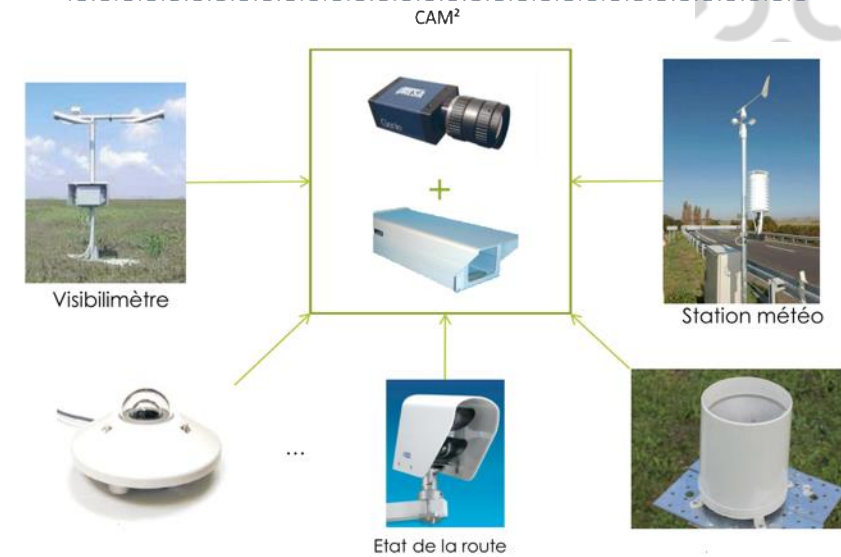 CAM²
+
Visibilimètre
Station météo
...
Etat de la route